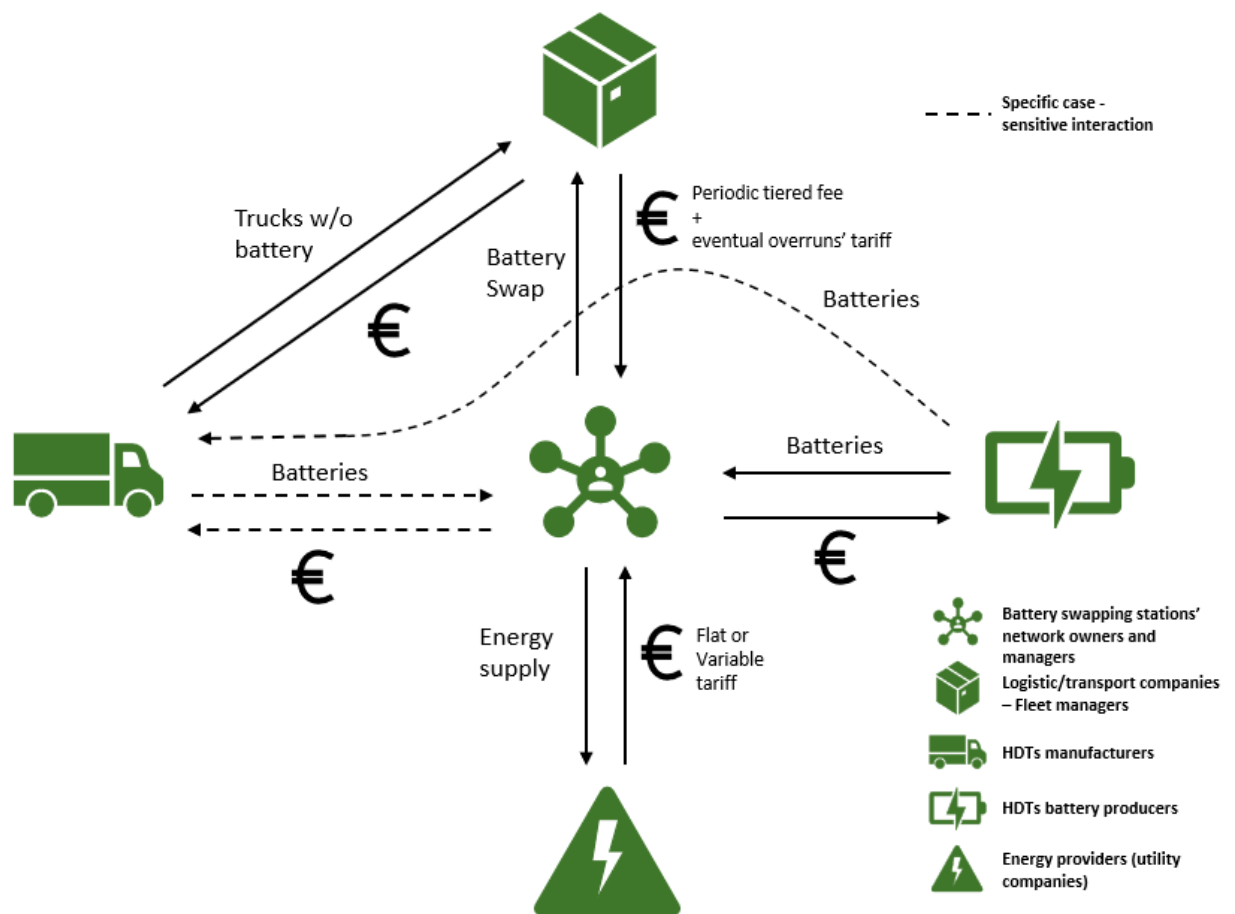 Specific case -
sensitive interaction
Trucks w/o
battery
€
Battery
Swap
€
Periodic tiered fee
+
eventual overruns' tariff
Batteries
Batteries
€
Batteries
€
Energy
supply
€
Flat or
Variable
tariff
Battery swapping stations'
network owners and
managers
Logistic/transport companies
– Fleet managers
HDTs manufacturers
HDTs battery producers
Energy providers (utility
companies)